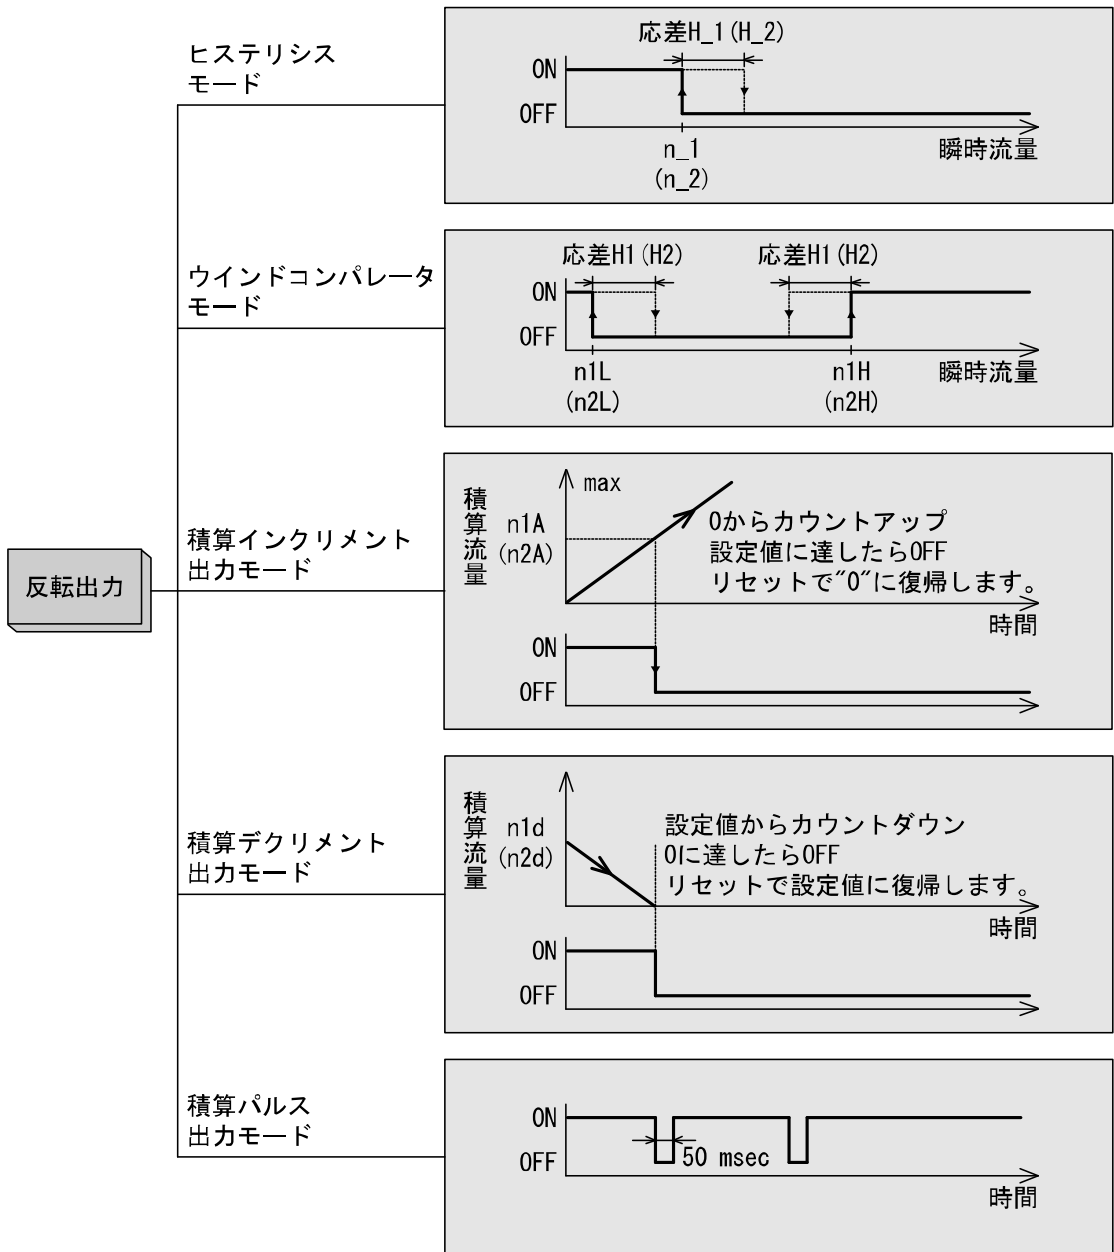 反転出力
ヒステリシス
モード
応差H_1(H_2)
ON
OFF
n_1
(n_2)
瞬時流量
ウインドコンパレータ
モード
応差H1(H2)
応差H1(H2)
ON
OFF
n1L
(n2L)
n1H
(n2H)
瞬時流量
積算インクリメント
出力モード
積算流量
max
n1A
(n2A)
0からカウントアップ
設定値に達したらOFF
リセットで"0"に復帰します。
時間
ON
OFF
積算デクリメント
出力モード
積算流量
n1d
(n2d)
設定値からカウントダウン
0に達したらOFF
リセットで設定値に復帰します。
時間
ON
OFF
積算パルス
出力モード
ON
OFF
50 msec
時間